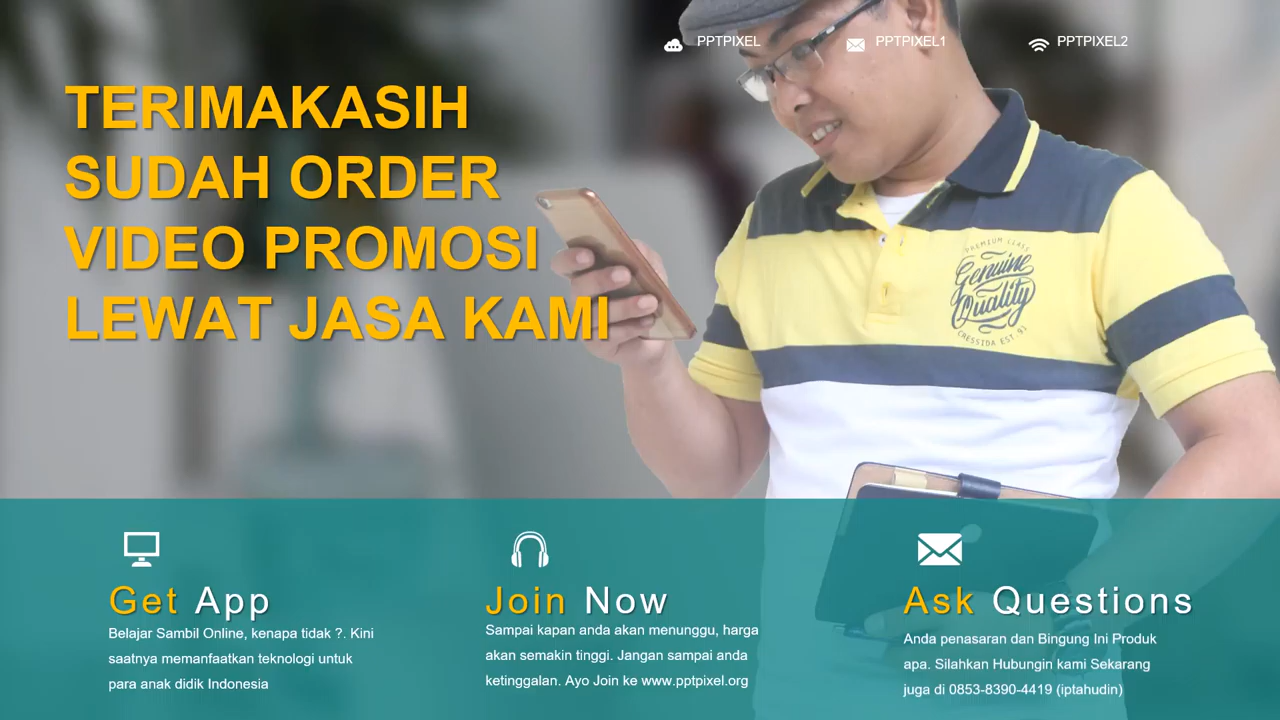 PPTPIXEL
PPTPIXEL1
PPTPIXEL2
TERIMAKASIH
SUDAH ORDER
VIDEO PROMOSI
LEWAT JASA KAMI
PREMIUM CLASS
Genuine
Quality
CRESSIDA EST. 91
Get App
Belajar Sambil Online, kenapa tidak ?. Kini
saatnya memanfaatkan teknologi untuk
para anak didik Indonesia
Join Now
Sampai kapan anda akan menunggu, harga
akan semakin tinggi. Jangan sampai anda
ketinggalan. Ayo Join ke www.pptpixel.org
Ask Questions
Anda penasaran dan Bingung Ini Produk
apa. Silahkan Hubungin kami Sekarang
juga di 0853-8390-4419 (iptahudin)